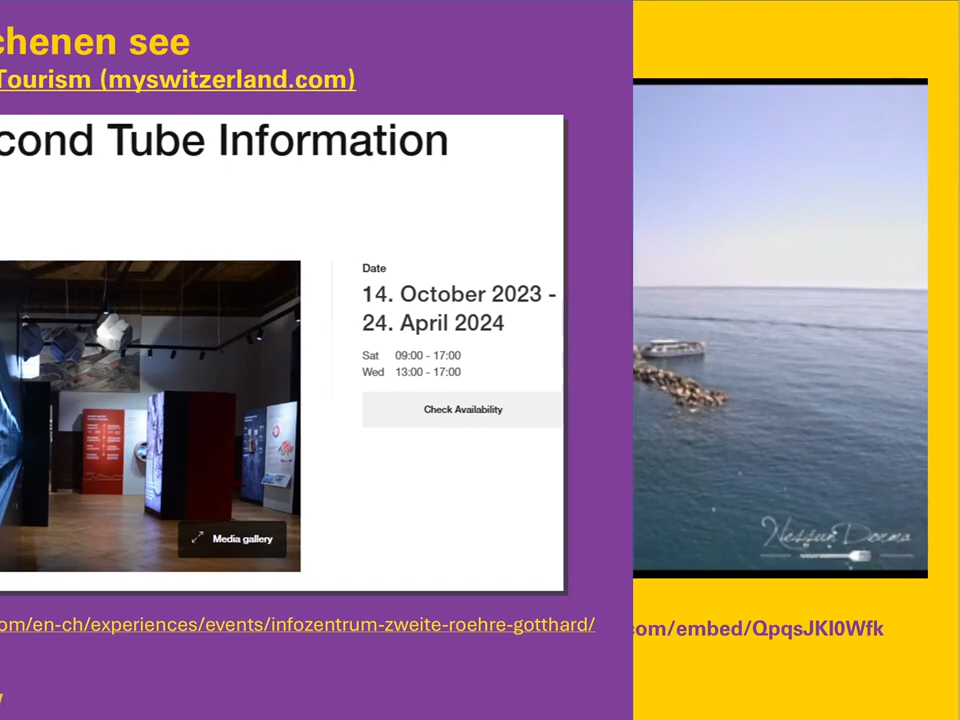 chenen see
Tourism (myswitzerland.com)
cond Tube Information
Date
14. October 2023 -
24. April 2024
Sat 09:00 - 17:00
Wed 13:00 - 17:00
Check Availability
Media gallery
Nessun Dorma
om/en-ch/experiences/events/infozentrum-zweite-roehre-gotthard/
com/embed/QpqsJKI0Wfk